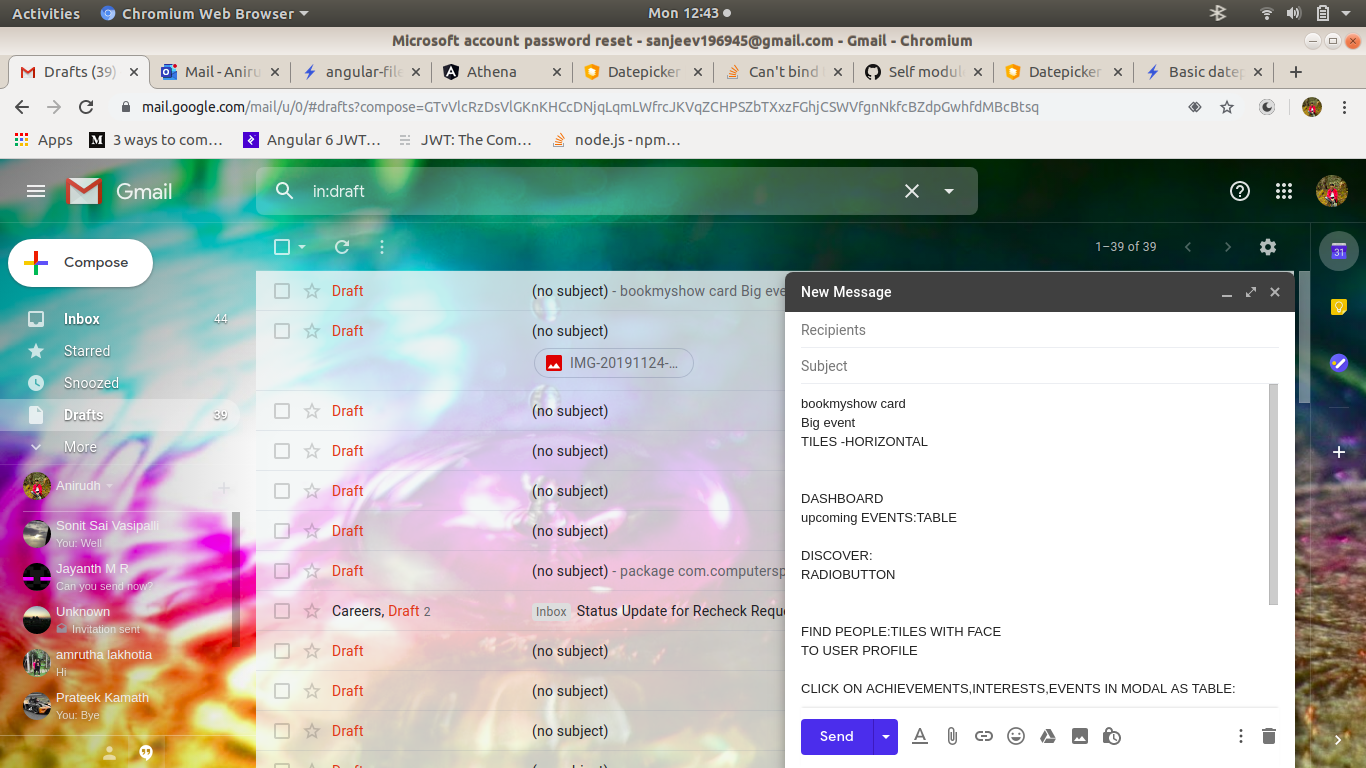 Activities
Chromium Web Browser
Mon 12:43
Microsoft account password reset - sanjeev196945@gmail.com - Gmail - Chromium
Drafts (39)
Mail - Aniru
angular-file
Athena
Datepicker
Can't bind
Self modul
Datepicker
Basic datep
mail.google.com/mail/u/0/#drafts?compose=GTvVlcRzDsVlGKnKHCcDNjqLqmLWfrcJKVqZCHPSZbTXxzFGhjCSWVfgnNkfcBZdpGwhfdMBcBtsq
Apps
3 ways to com…
Angular 6 JWT…
JWT: The Com…
node.js - npm…
Gmail
in:draft
Compose
1–39 of 39
31
Inbox 44
Starred
Snoozed
Drafts 39
More
Anirudh
Sonit Sai Vasipalli
You: Well
Jayanth M R
Can you send now?
Unknown
Invitation sent
amrutha lakhotia
Hi
Prateek Kamath
You: Bye
Draft (no subject) - bookmyshow card Big eve
Draft (no subject)
IMG-20191124-…
Draft (no subject)
Draft (no subject)
Draft (no subject)
Draft (no subject)
Draft (no subject) - package com.computersp
Careers, Draft 2 Inbox Status Update for Recheck Reque
Draft (no subject)
Draft (no subject)
Draft (no subject)
Draft (no subject)
New Message
Recipients
Subject
bookmyshow card
Big event
TILES -HORIZONTAL
DASHBOARD
upcoming EVENTS:TABLE
DISCOVER:
RADIOBUTTON
FIND PEOPLE:TILES WITH FACE
TO USER PROFILE
CLICK ON ACHIEVEMENTS,INTERESTS,EVENTS IN MODAL AS TABLE:
Send